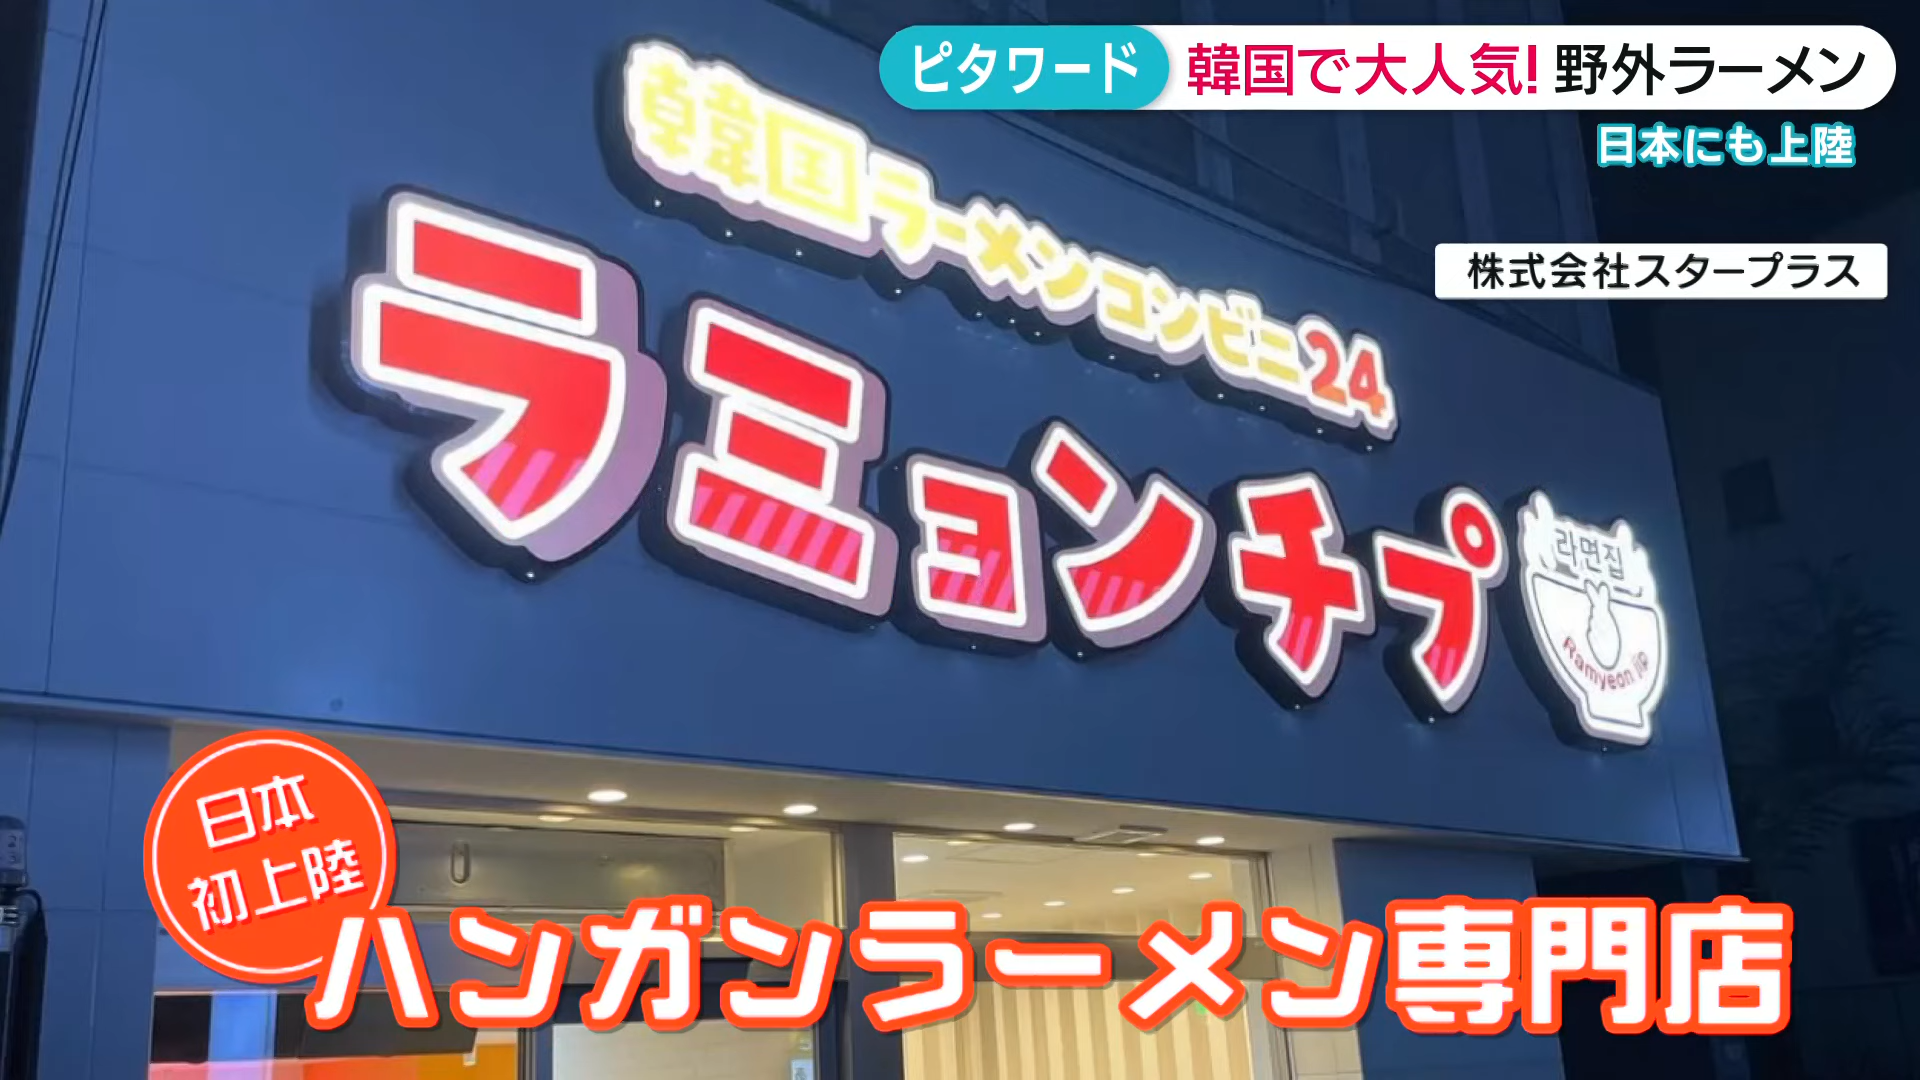 ピタワード 韓国で大人気! 野外ラーメン
日本にも上陸
株式会社スタープラス
韓国ラーメンコンビニ24
ラミョンチプ
라면집
Ramyeon jip
日本
初上陸
ハンガンラーメン専門店